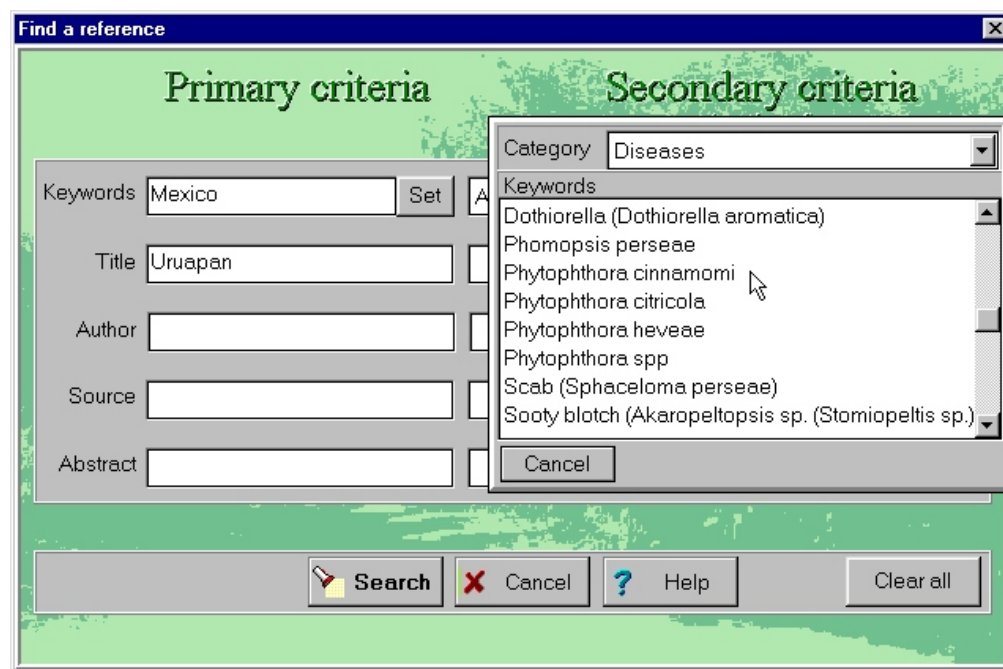 Find a reference
Primary criteria
Secondary criteria
Keywords
Mexico
Set
A
Title
Uruapan
Author
Source
Abstract
Category
Diseases
Keywords
Dothiorella (Dothiorella aromatica)
Phomopsis perseae
Phytophthora cinnamomi
Phytophthora citricola
Phytophthora heveae
Phytophthora spp
Scab (Sphaceloma perseae)
Sooty blotch (Akaropeltopsis sp. (Stomiopeltis sp.)
Cancel
Search
Cancel
Help
Clear all